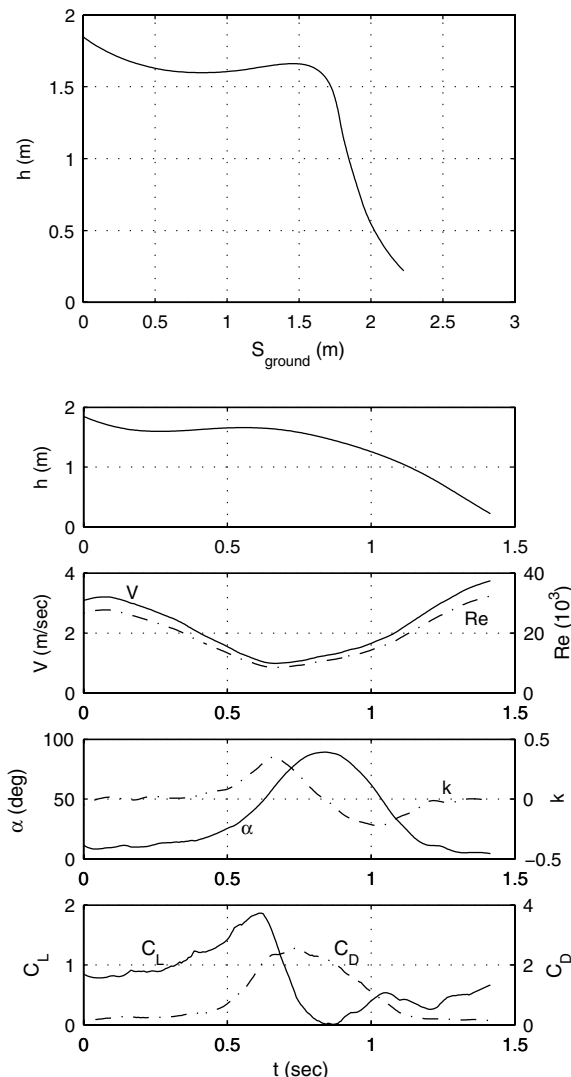 2
1.5
1
0.5
0
h (m)
0 0.5 1 1.5 2 2.5 3
S_ground (m)
2
1
0
h (m)
0 0.5 1 1.5
4
2
0
V (m/sec)
V
Re
40
20
0
Re (10^3)
0 0.5 1 1.5
100
50
0
α (deg)
α
k
0.5
0
−0.5
k
0 0.5 1 1.5
2
1
0
C_L
C_L
C_D
4
2
0
C_D
0 0.5 1 1.5
t (sec)